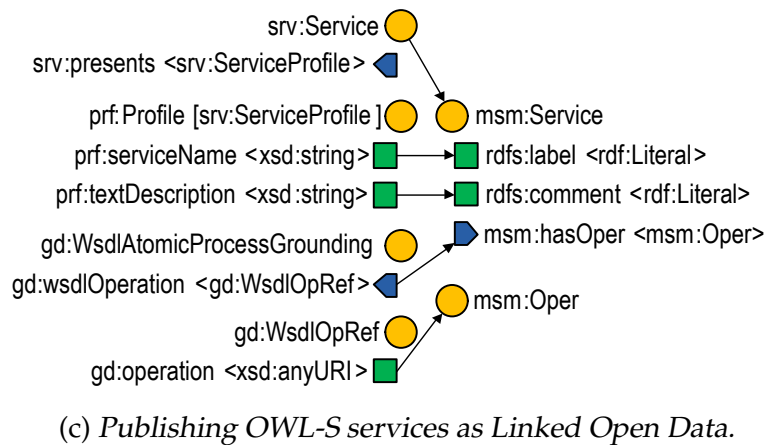 srv:Service
srv:presents <srv:ServiceProfile>
prf:Profile [srv:ServiceProfile ] msm:Service
prf:serviceName <xsd:string> rdfs:label <rdf:Literal>
prf:textDescription <xsd:string> rdfs:comment <rdf:Literal>
gd:WsdlAtomicProcessGrounding msm:hasOper <msm:Oper>
gd:wsdlOperation <gd:WsdlOpRef>
msm:Oper
gd:WsdlOpRef
gd:operation <xsd:anyURI>
(c) Publishing OWL-S services as Linked Open Data.